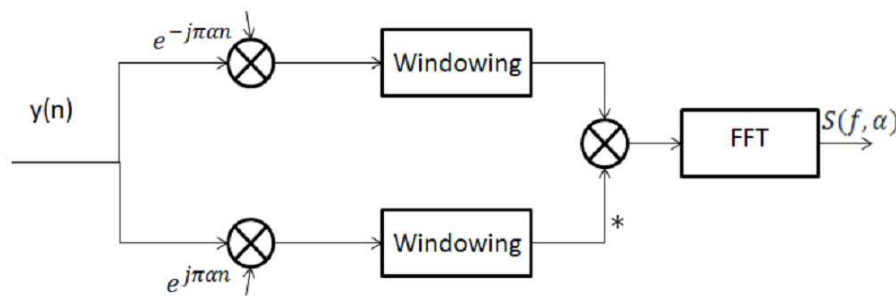 e^{-jπαn}
Windowing
y(n)
FFT
S(f, α)
*
Windowing
e^{jπαn}